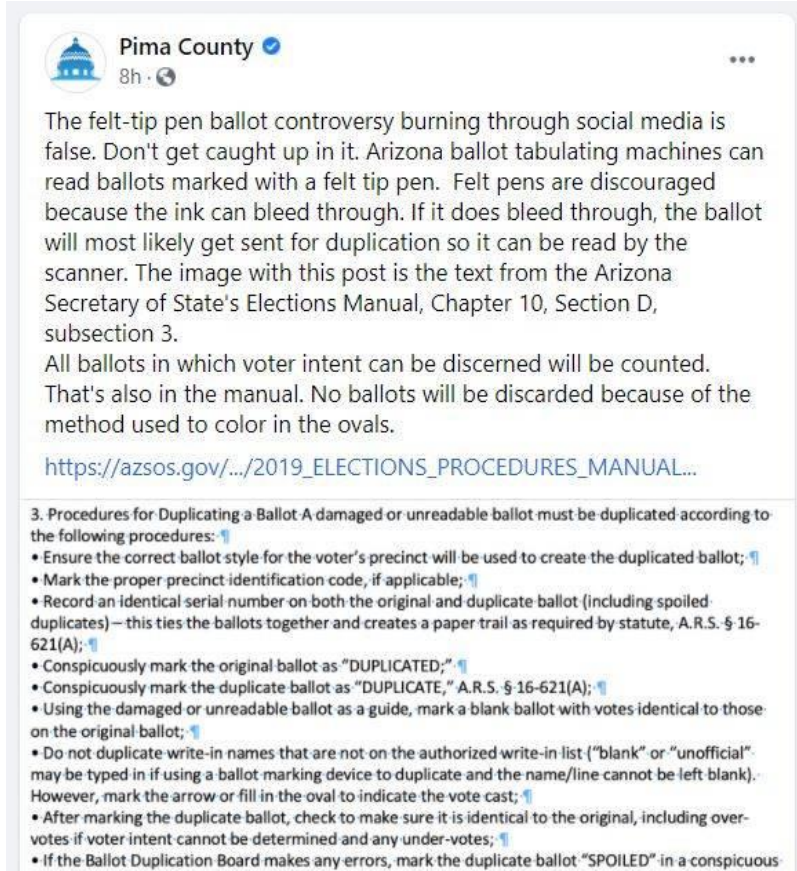 Pima County
8h ·
The felt-tip pen ballot controversy burning through social media is
false. Don't get caught up in it. Arizona ballot tabulating machines can
read ballots marked with a felt tip pen.  Felt pens are discouraged
because the ink can bleed through. If it does bleed through, the ballot
will most likely get sent for duplication so it can be read by the
scanner. The image with this post is the text from the Arizona
Secretary of State's Elections Manual, Chapter 10, Section D,
subsection 3.
All ballots in which voter intent can be discerned will be counted.
That's also in the manual. No ballots will be discarded because of the
method used to color in the ovals.
https://azsos.gov/.../2019_ELECTIONS_PROCEDURES_MANUAL...
3. Procedures for Duplicating a Ballot A damaged or unreadable ballot must be duplicated according to
the following procedures: ¶
• Ensure the correct ballot style for the voter's precinct will be used to create the duplicated ballot; ¶
• Mark the proper precinct identification code, if applicable; ¶
• Record an identical serial number on both the original and duplicate ballot (including spoiled
duplicates) – this ties the ballots together and creates a paper trail as required by statute, A.R.S. § 16-
621(A); ¶
• Conspicuously mark the original ballot as "DUPLICATED;" ¶
• Conspicuously mark the duplicate ballot as "DUPLICATE," A.R.S. § 16-621(A); ¶
• Using the damaged or unreadable ballot as a guide, mark a blank ballot with votes identical to those
on the original ballot; ¶
• Do not duplicate write-in names that are not on the authorized write-in list ("blank" or "unofficial"
may be typed in if using a ballot marking device to duplicate and the name/line cannot be left blank).
However, mark the arrow or fill in the oval to indicate the vote cast; ¶
• After marking the duplicate ballot, check to make sure it is identical to the original, including over-
votes if voter intent cannot be determined and any under-votes; ¶
• If the Ballot Duplication Board makes any errors, mark the duplicate ballot "SPOILED" in a conspicuous